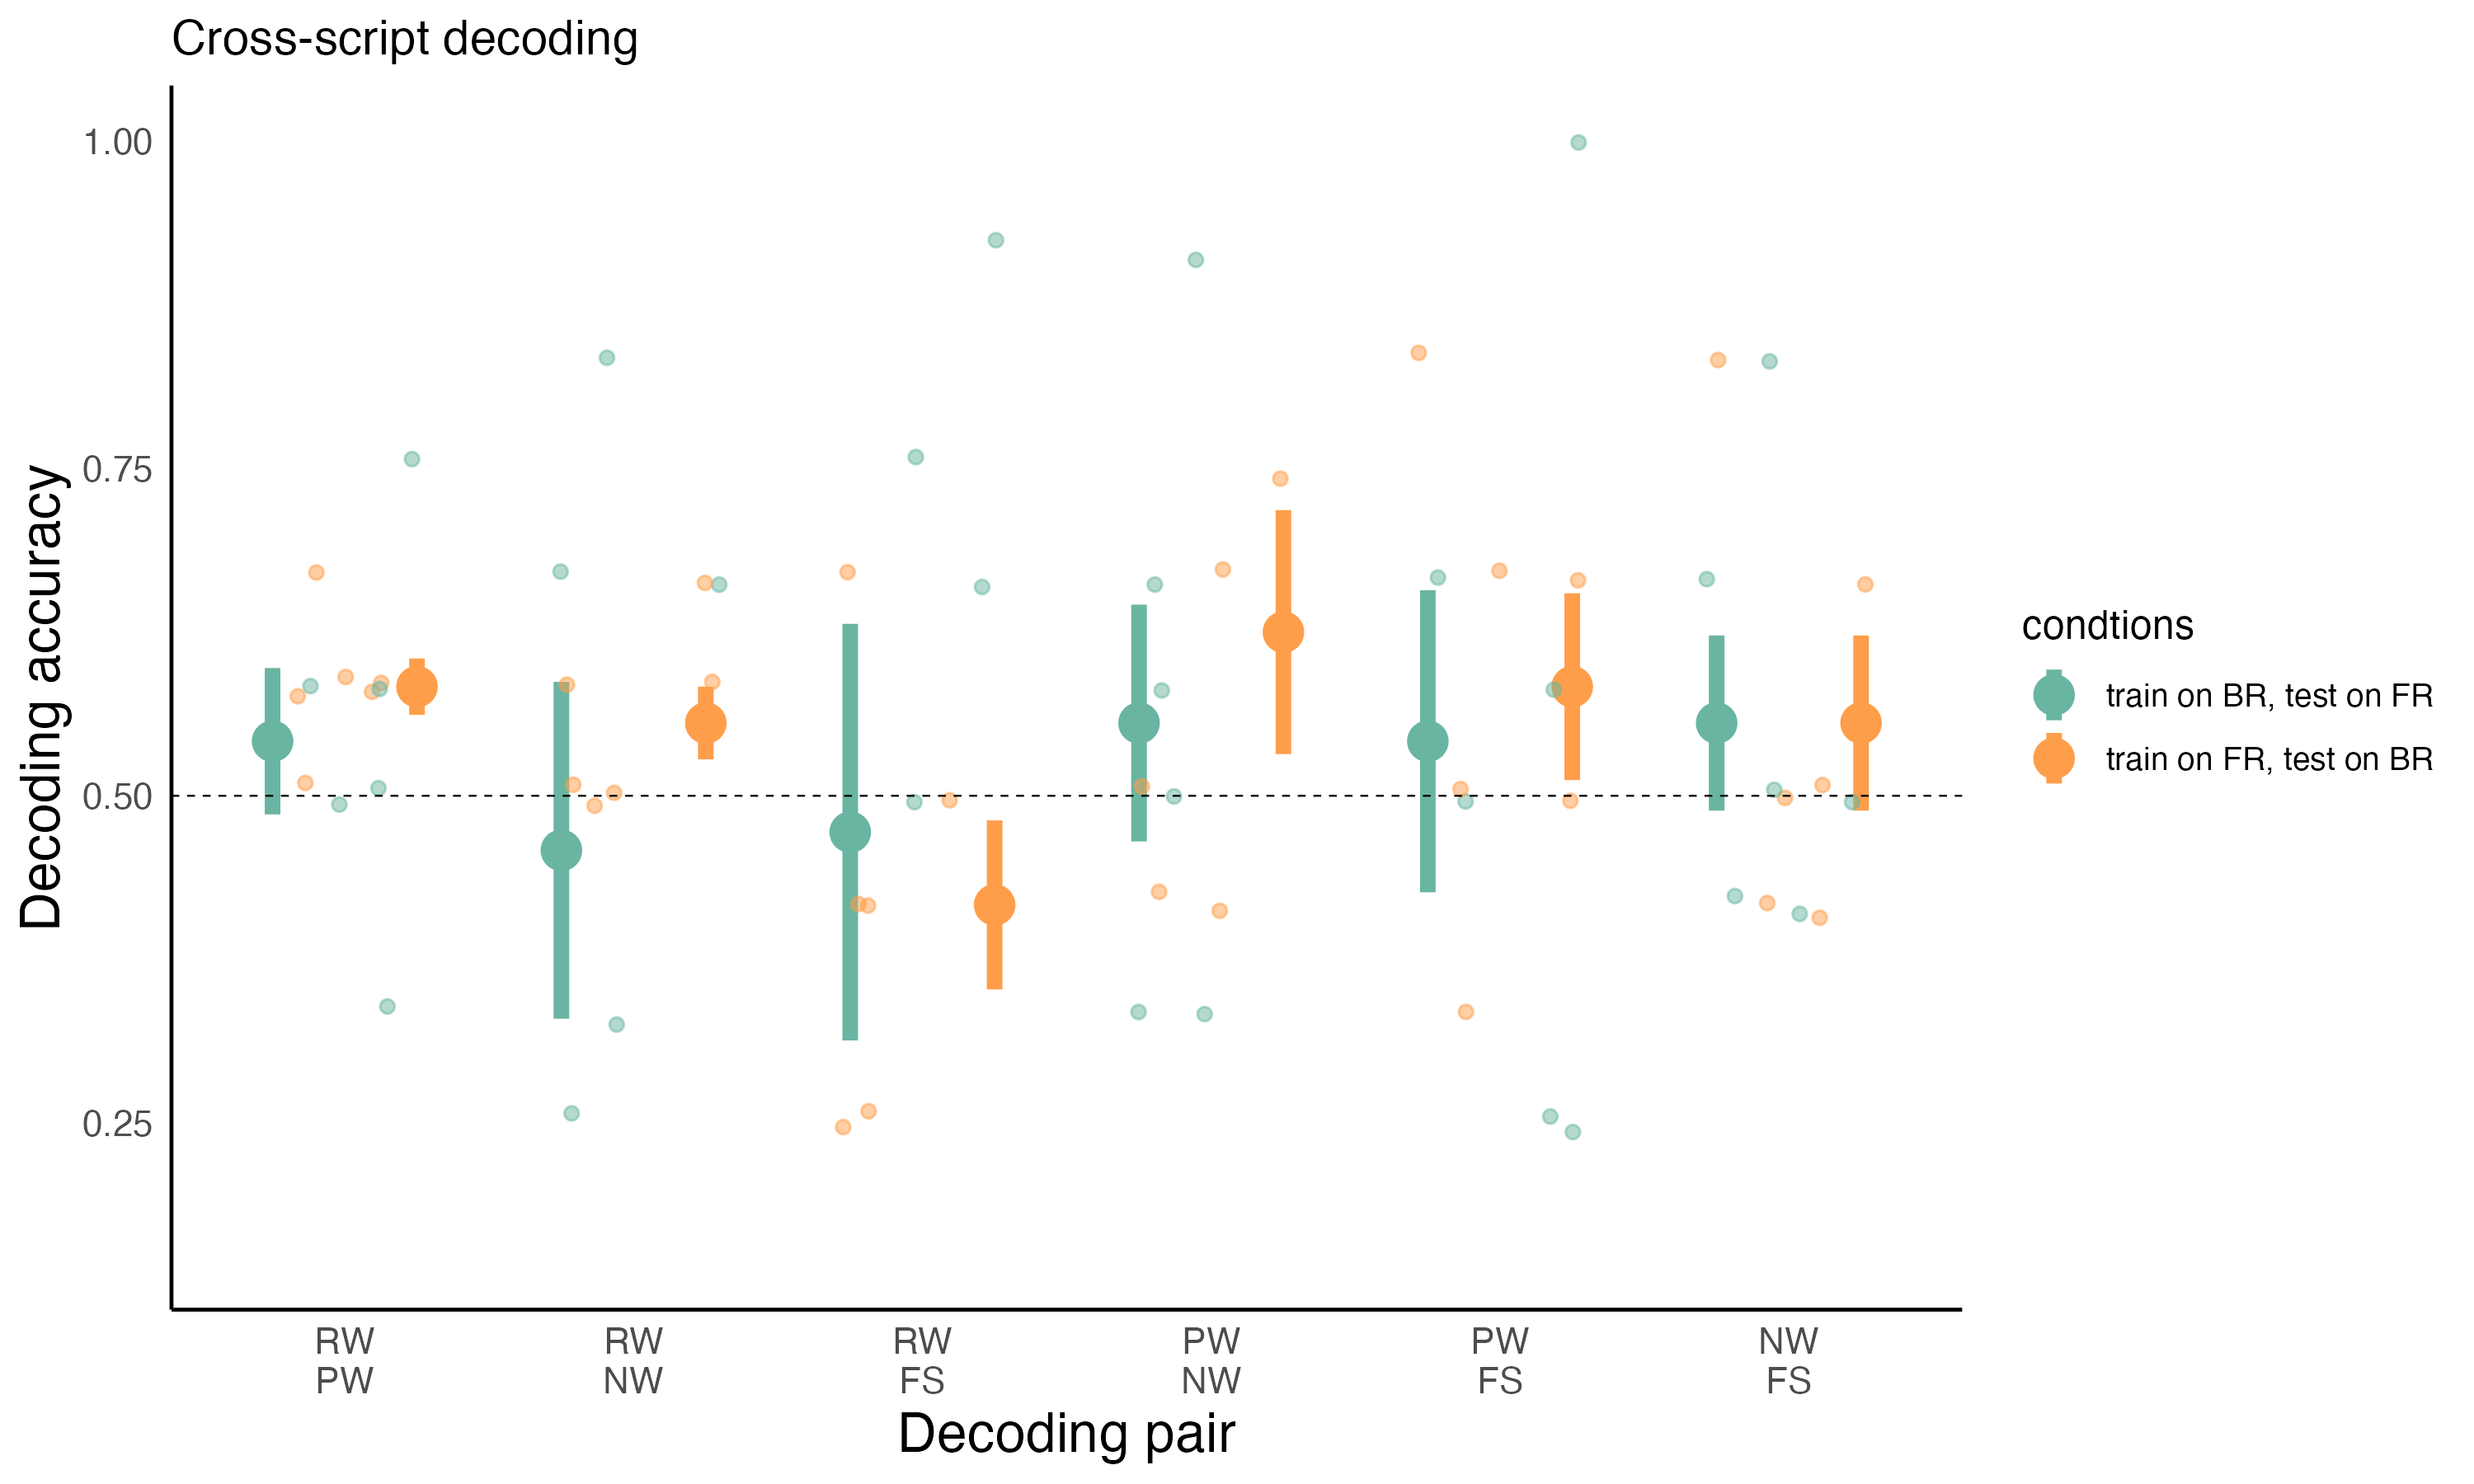 Cross-script decoding
Decoding accuracy
1.00
0.75
0.50
0.25
RW
PW
RW
NW
RW
FS
PW
NW
PW
FS
NW
FS
Decoding pair
condtions
train on BR, test on FR
train on FR, test on BR